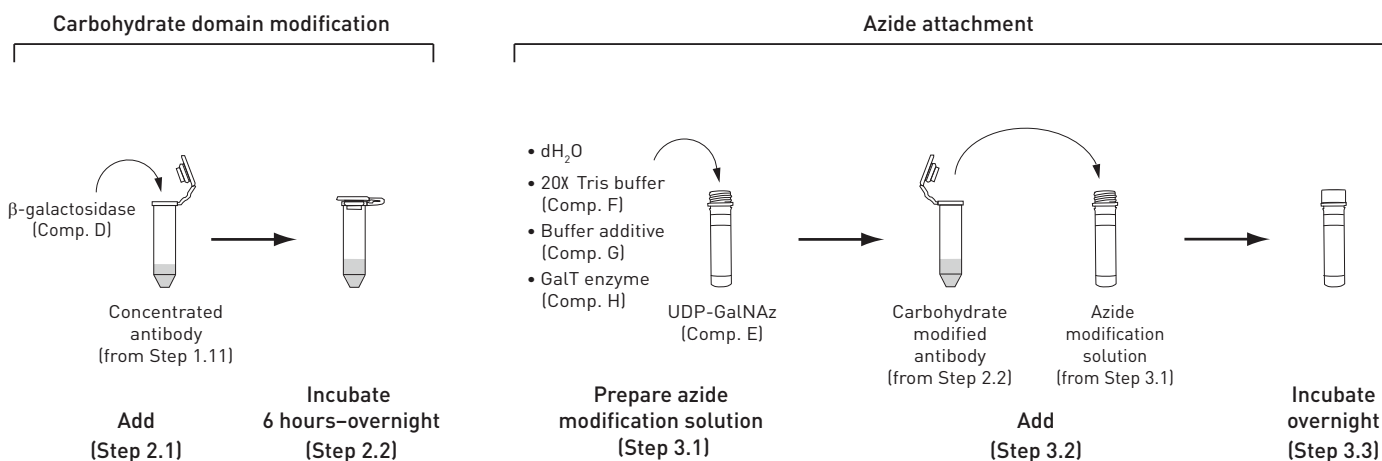 Carbohydrate domain modification
Azide attachment
β-galactosidase
(Comp. D)
Concentrated
antibody
(from Step 1.11)
Add
(Step 2.1)
Incubate
6 hours–overnight
(Step 2.2)
• dH₂O
• 20X Tris buffer
(Comp. F)
• Buffer additive
(Comp. G)
• GalT enzyme
(Comp. H)
UDP-GalNAz
(Comp. E)
Prepare azide
modification solution
(Step 3.1)
Carbohydrate
modified
antibody
(from Step 2.2)
Azide
modification
solution
(from Step 3.1)
Add
(Step 3.2)
Incubate
overnight
(Step 3.3)